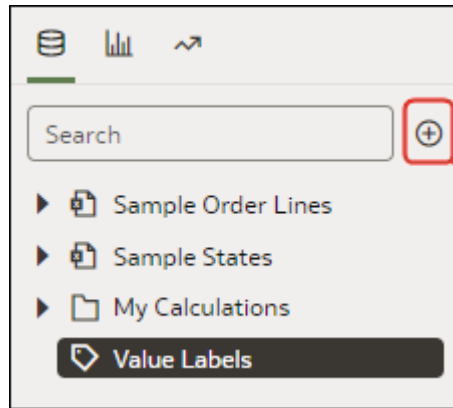 Search
Sample Order Lines
Sample States
My Calculations
Value Labels